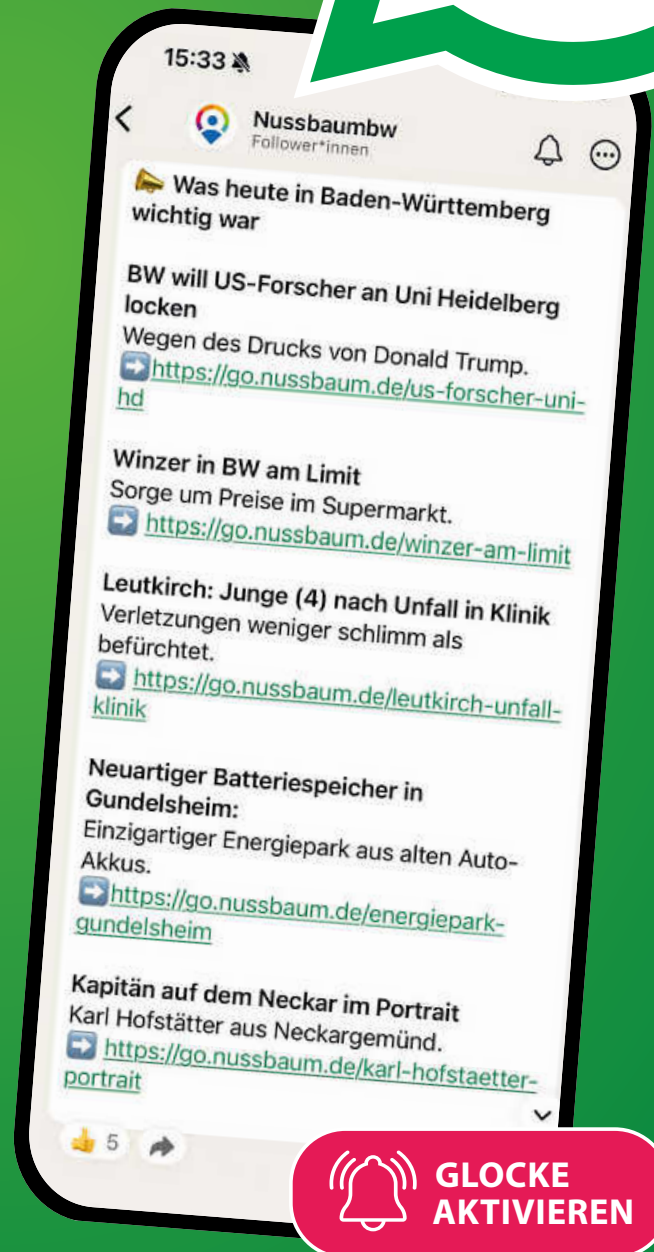 15:33
Nussbaumbw
Follower*innen
Was heute in Baden-Württemberg
wichtig war
BW will US-Forscher an Uni Heidelberg
locken
Wegen des Drucks von Donald Trump.
https://go.nussbaum.de/us-forscher-uni-
hd
Winzer in BW am Limit
Sorge um Preise im Supermarkt.
https://go.nussbaum.de/winzer-am-limit
Leutkirch: Junge (4) nach Unfall in Klinik
Verletzungen weniger schlimm als
befürchtet.
https://go.nussbaum.de/leutkirch-unfall-
klinik
Neuartiger Batteriespeicher in
Gundelsheim:
Einzigartiger Energiepark aus alten Auto-
Akkus.
https://go.nussbaum.de/energiepark-
gundelsheim
Kapitän auf dem Neckar im Portrait
Karl Hofstätter aus Neckargemünd.
https://go.nussbaum.de/karl-hofstaetter-
portrait
5
GLOCKE
AKTIVIEREN